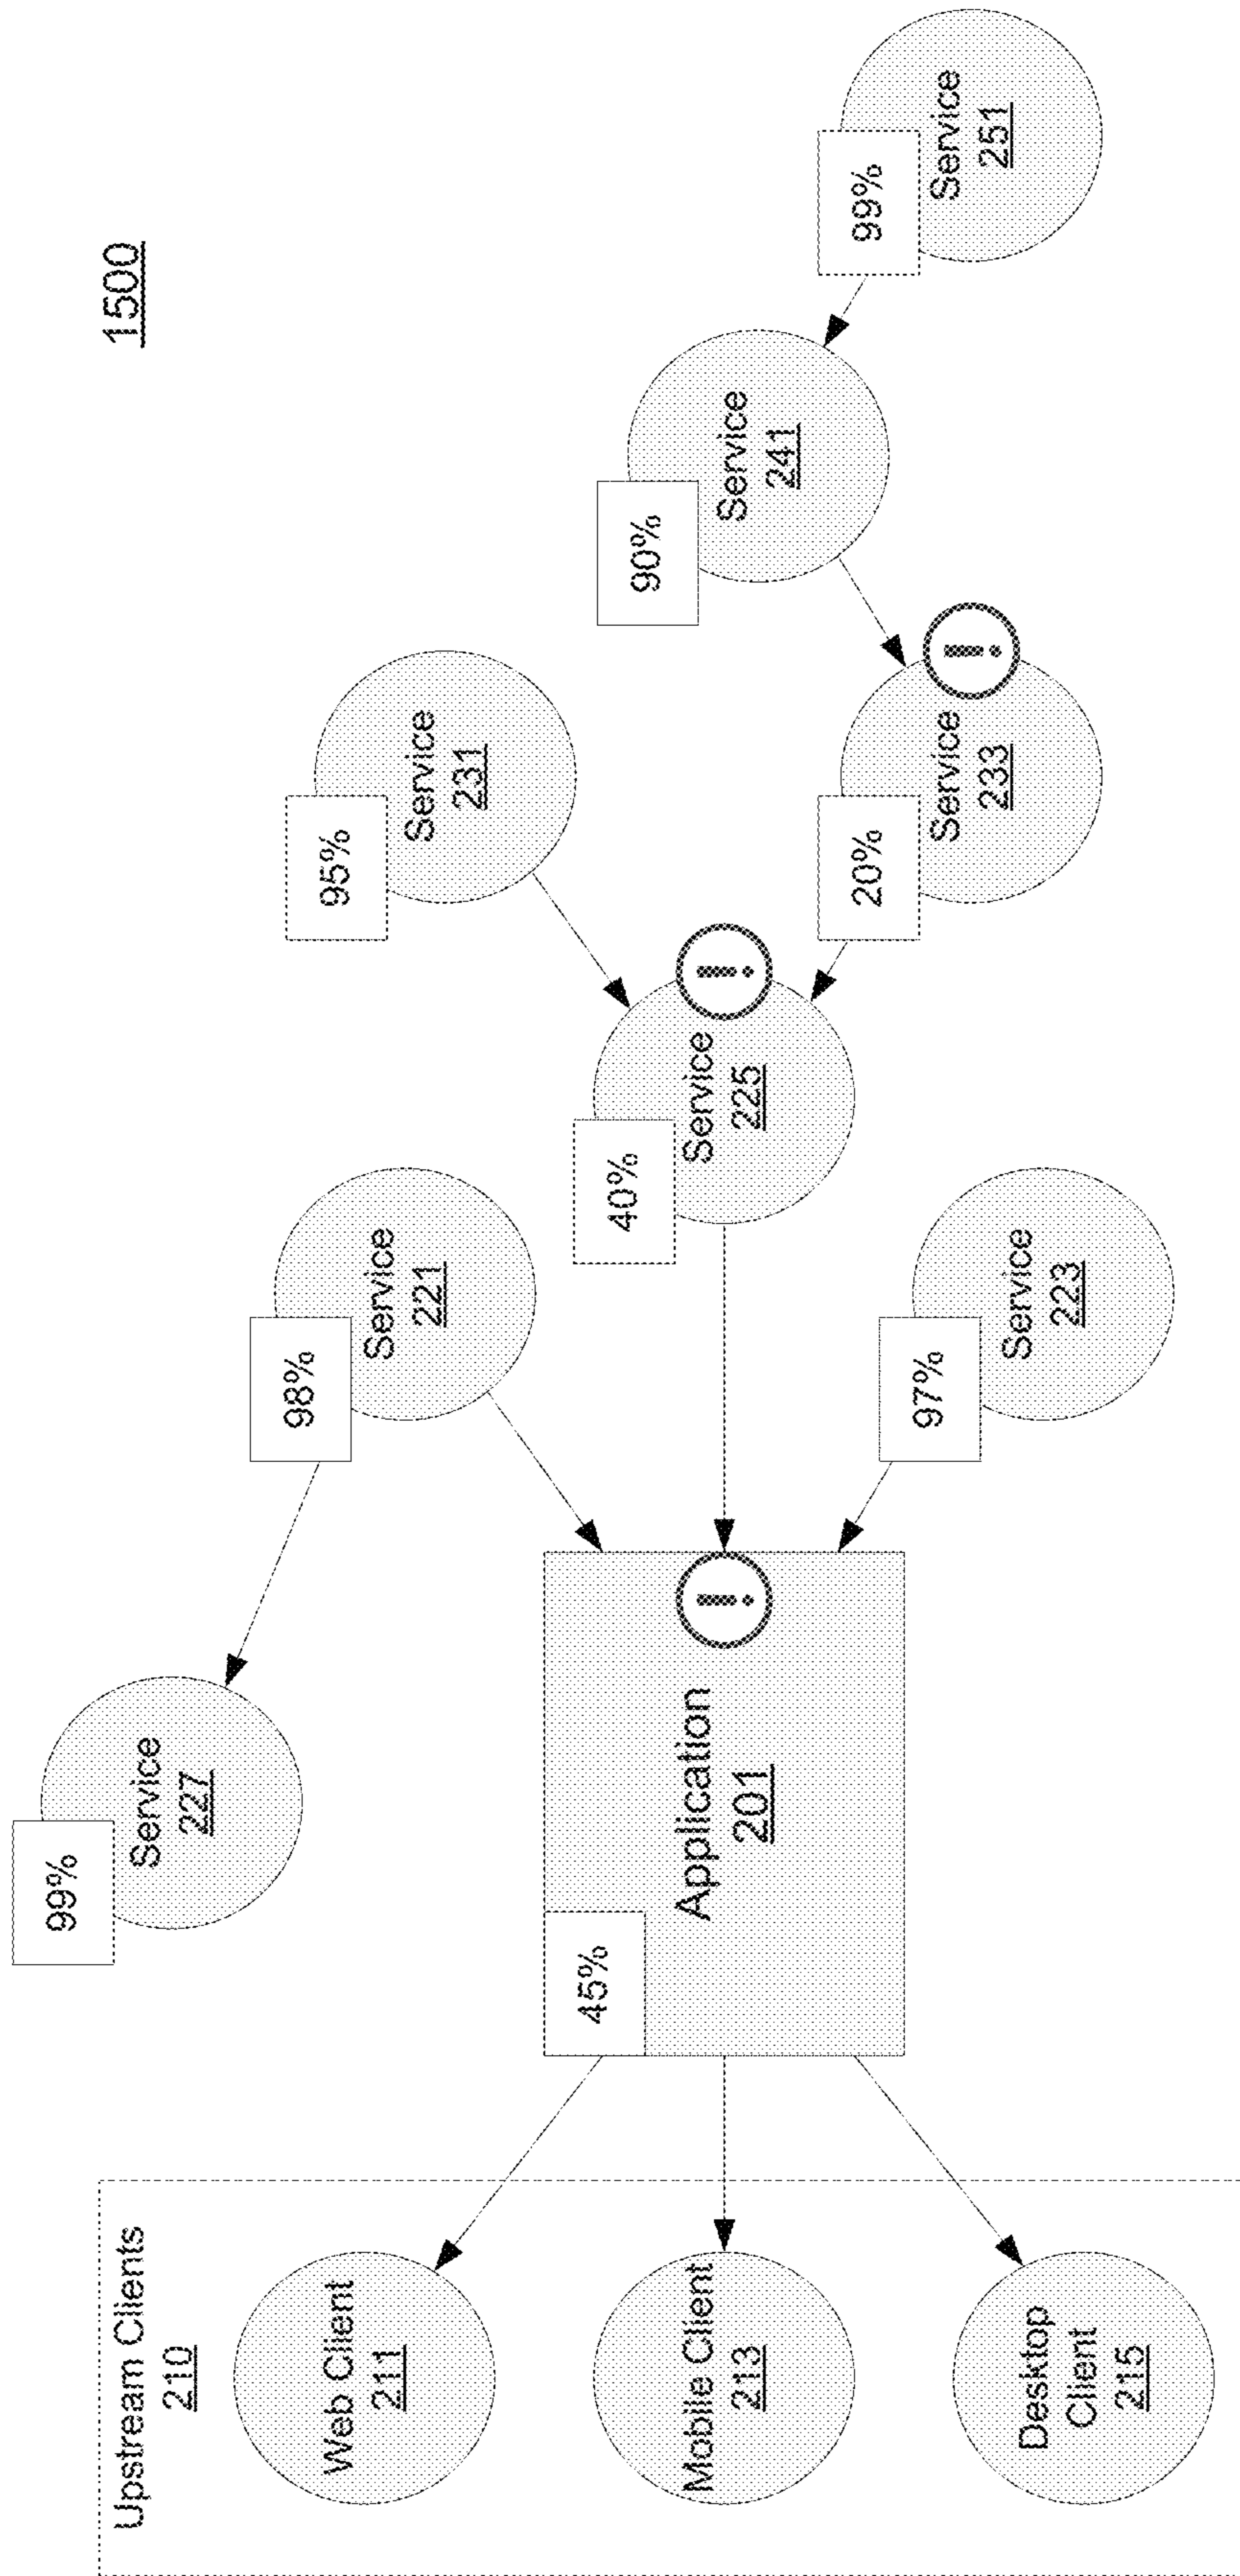 1500
Upstream Clients
210
Web Client
211
Mobile Client
213
Desktop
Client
215
45%
Application
201
i
99%
Service
227
98%
Service
221
97%
Service
223
40%
Service
225
i
95%
Service
231
20%
Service
233
i
90%
Service
241
99%
Service
251